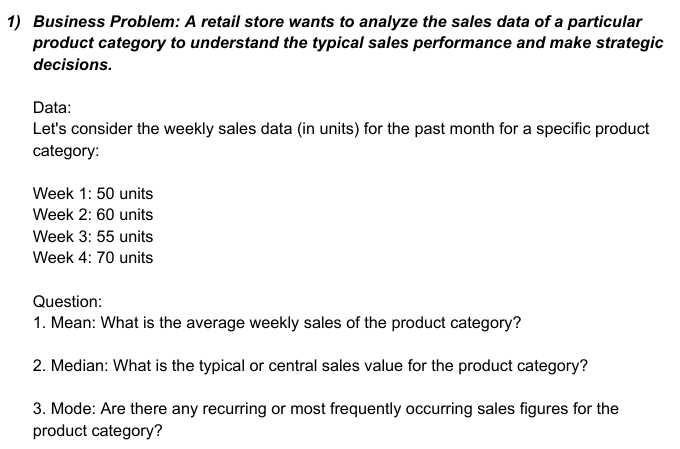 1) Business Problem: A retail store wants to analyze the sales data of a particular
product category to understand the typical sales performance and make strategic
decisions.
Data:
Let's consider the weekly sales data (in units) for the past month for a specific product
category:
Week 1: 50 units
Week 2: 60 units
Week 3: 55 units
Week 4: 70 units
Question:
1. Mean: What is the average weekly sales of the product category?
2. Median: What is the typical or central sales value for the product category?
3. Mode: Are there any recurring or most frequently occurring sales figures for the
product category?